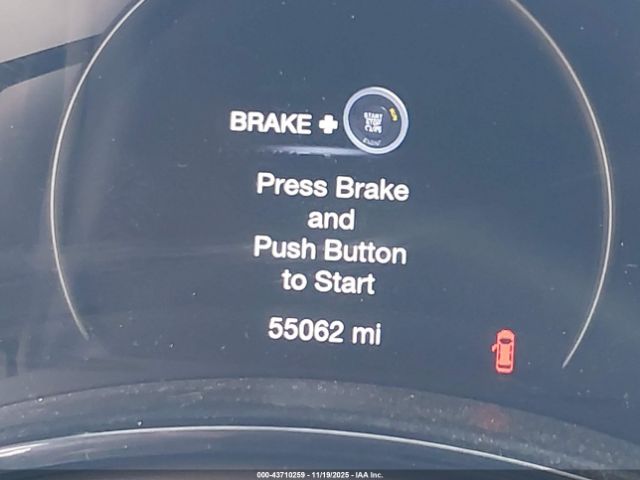 BRAKE +
START
STOP
RUN
Press Brake
and
Push Button
to Start
55062 mi
000-43710259 - 11/19/2025 - IAA Inc.